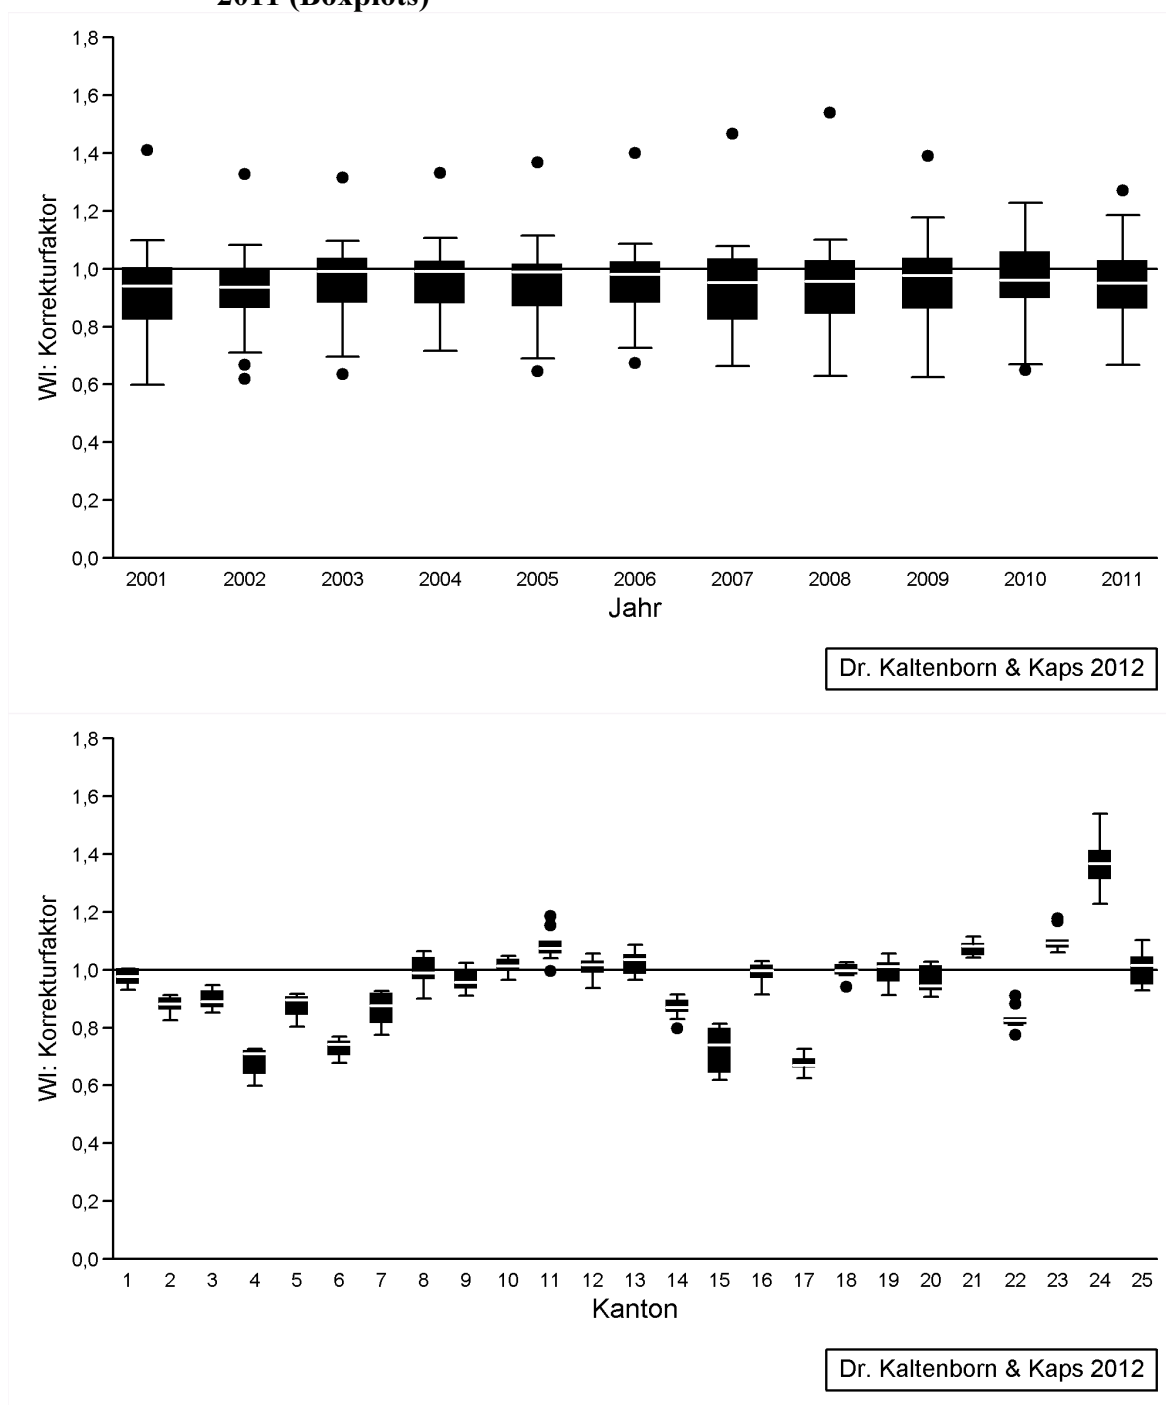 2011 (Boxplots)
1,8
1,6
1,4
1,2
1,0
0,8
0,6
0,4
0,2
0,0
WI: Korrekturfaktor
2001 2002 2003 2004 2005 2006 2007 2008 2009 2010 2011
Jahr
Dr. Kaltenborn & Kaps 2012
1,8
1,6
1,4
1,2
1,0
0,8
0,6
0,4
0,2
0,0
WI: Korrekturfaktor
1 2 3 4 5 6 7 8 9 10 11 12 13 14 15 16 17 18 19 20 21 22 23 24 25
Kanton
Dr. Kaltenborn & Kaps 2012